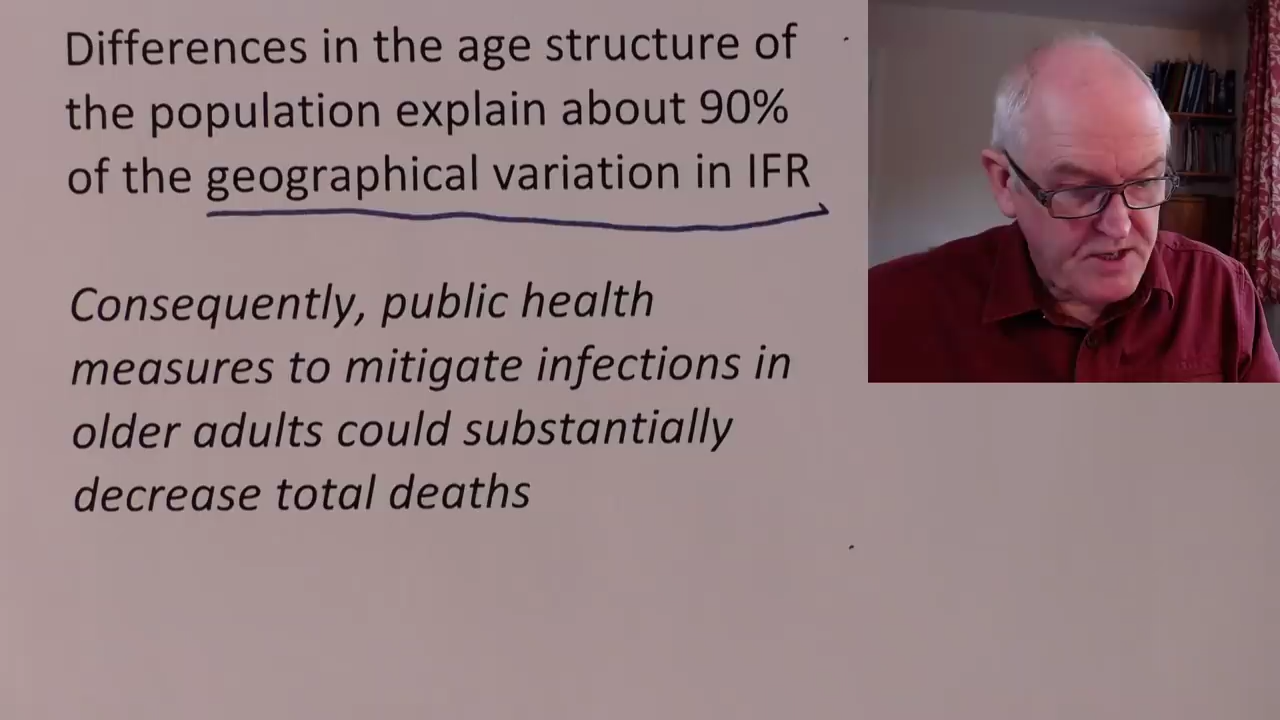 Differences in the age structure of
the population explain about 90%
of the geographical variation in IFR
Consequently, public health
measures to mitigate infections in
older adults could substantially
decrease total deaths